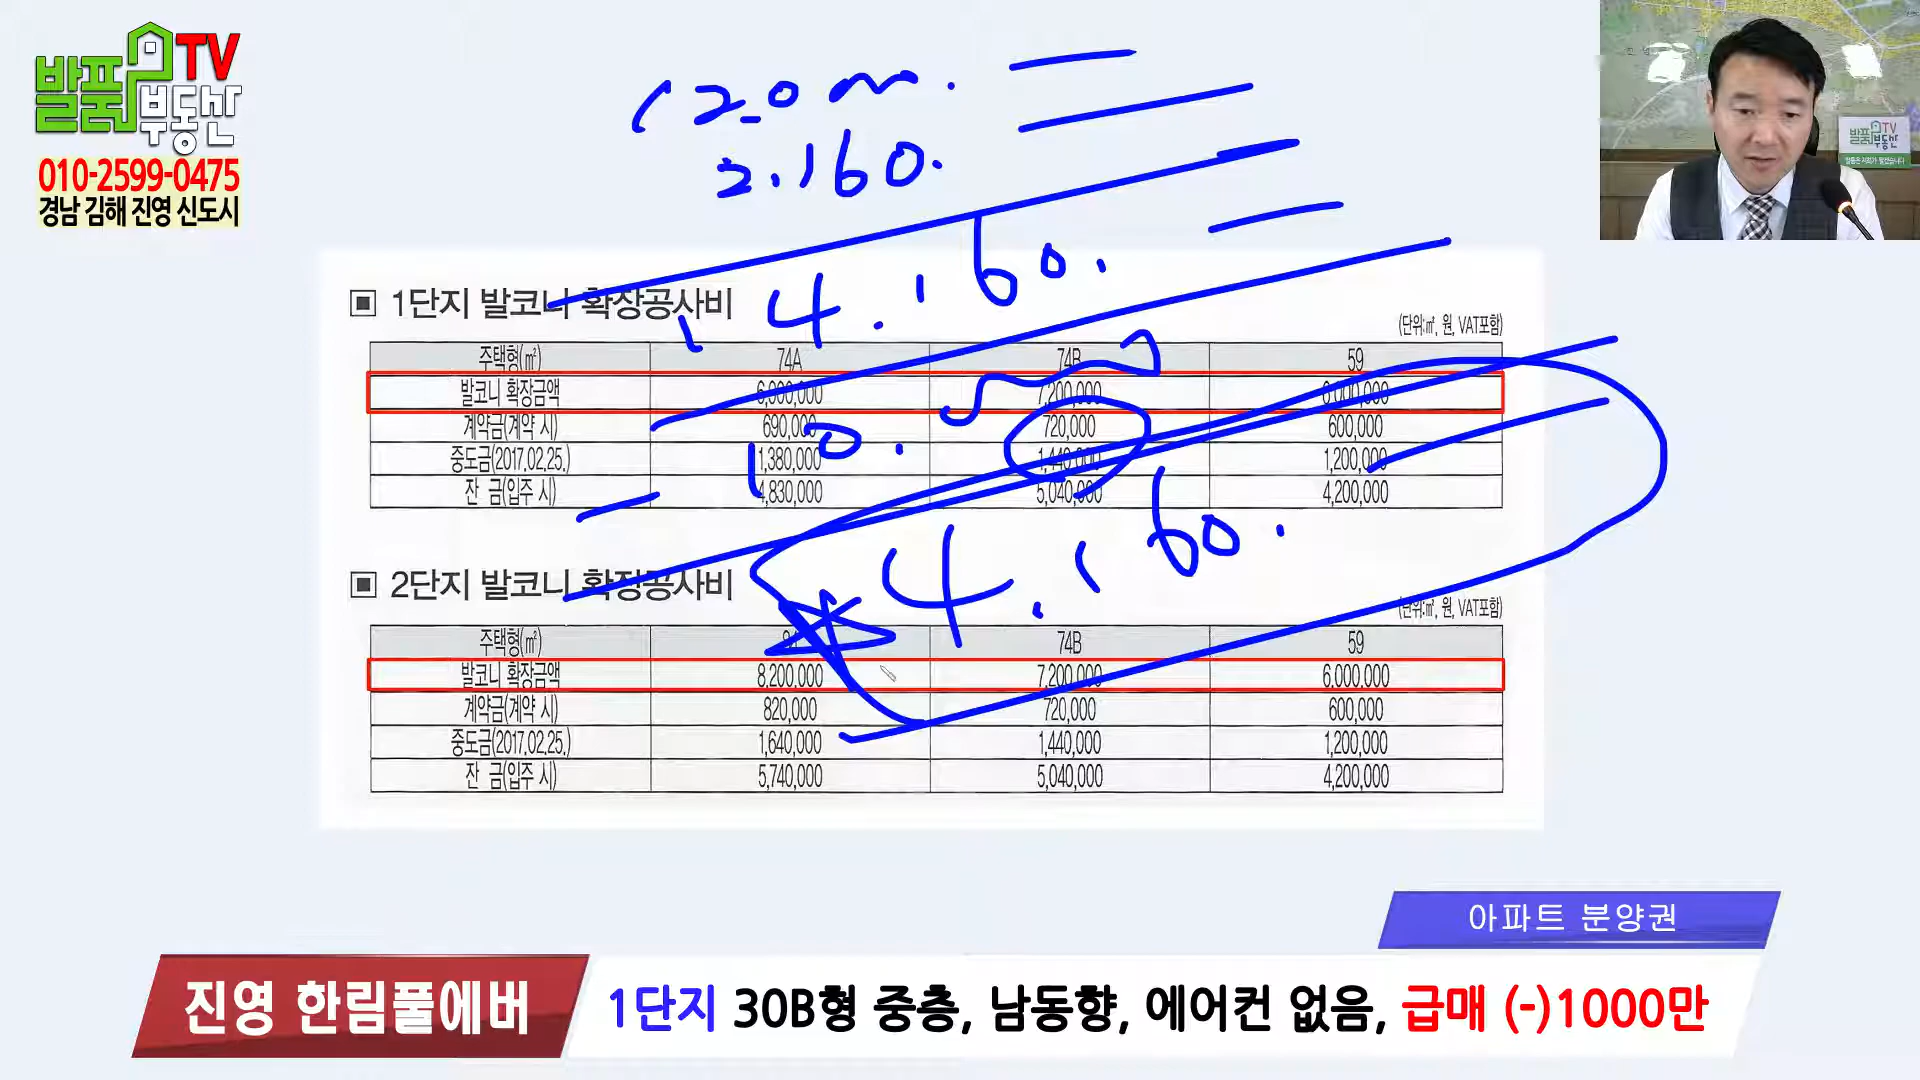 발품 TV
부동산
010-2599-0475
경남 김해 진영 신도시
120m.
2.160.
14.160.
10.
4.160.
▣ 1단지 발코니 확장공사비
(단위:㎡, 원, VAT포함)
주택형(㎡) 74A 74B 59
발코니 확장금액 6,900,000 7,200,000 6,000,000
계약금(계약 시) 690,000 720,000 600,000
중도금(2017.02.25.) 1,380,000 1,440,000 1,200,000
잔 금(입주 시) 4,830,000 5,040,000 4,200,000
▣ 2단지 발코니 확장공사비
(단위:㎡, 원, VAT포함)
주택형(㎡) 74B 59
발코니 확장금액 8,200,000 7,200,000 6,000,000
계약금(계약 시) 820,000 720,000 600,000
중도금(2017.02.25.) 1,640,000 1,440,000 1,200,000
잔 금(입주 시) 5,740,000 5,040,000 4,200,000
아파트 분양권
진영 한림풀에버
1단지 30B형 중층, 남동향, 에어컨 없음, 급매 (-)1000만